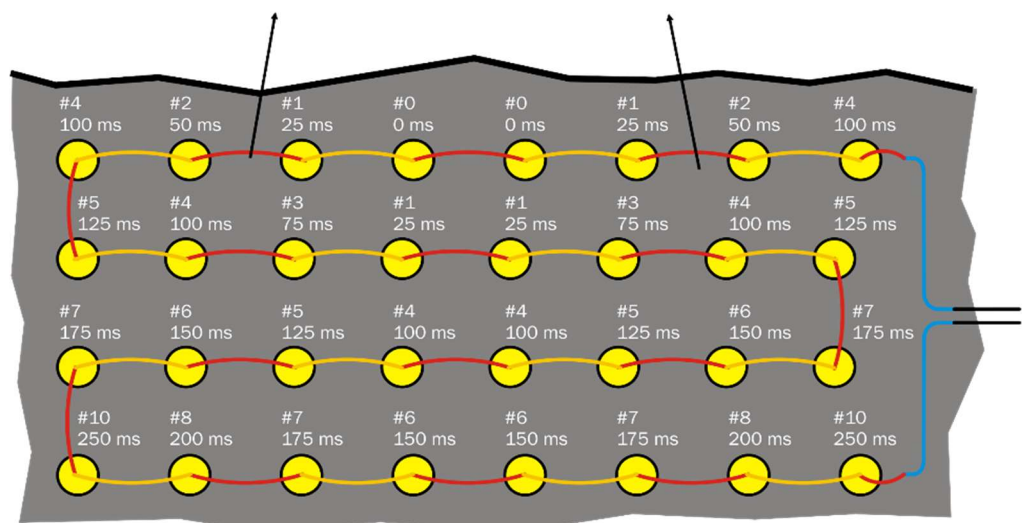 #4 #2 #1 #0 #0 #1 #2 #4
100 ms 50 ms 25 ms 0 ms 0 ms 25 ms 50 ms 100 ms
#5 #4 #3 #1 #1 #3 #4 #5
125 ms 100 ms 75 ms 25 ms 25 ms 75 ms 100 ms 125 ms
#7 #6 #5 #4 #4 #5 #6 #7
175 ms 150 ms 125 ms 100 ms 100 ms 125 ms 150 ms 175 ms
#10 #8 #7 #6 #6 #7 #8 #10
250 ms 200 ms 175 ms 150 ms 150 ms 175 ms 200 ms 250 ms